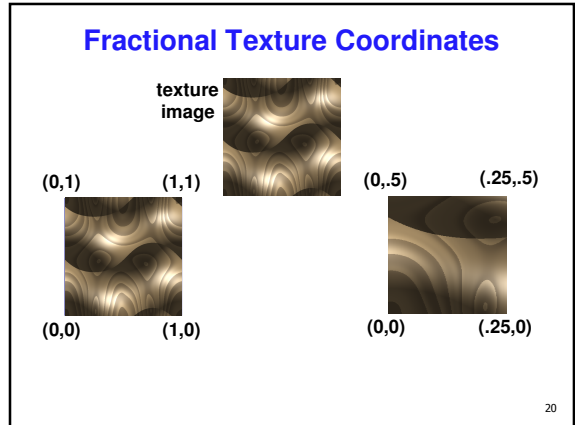 Fractional Texture Coordinates
texture
image
(0,1) (1,1)
(0,0) (1,0)
(0,.5) (.25,.5)
(0,0) (.25,0)
20